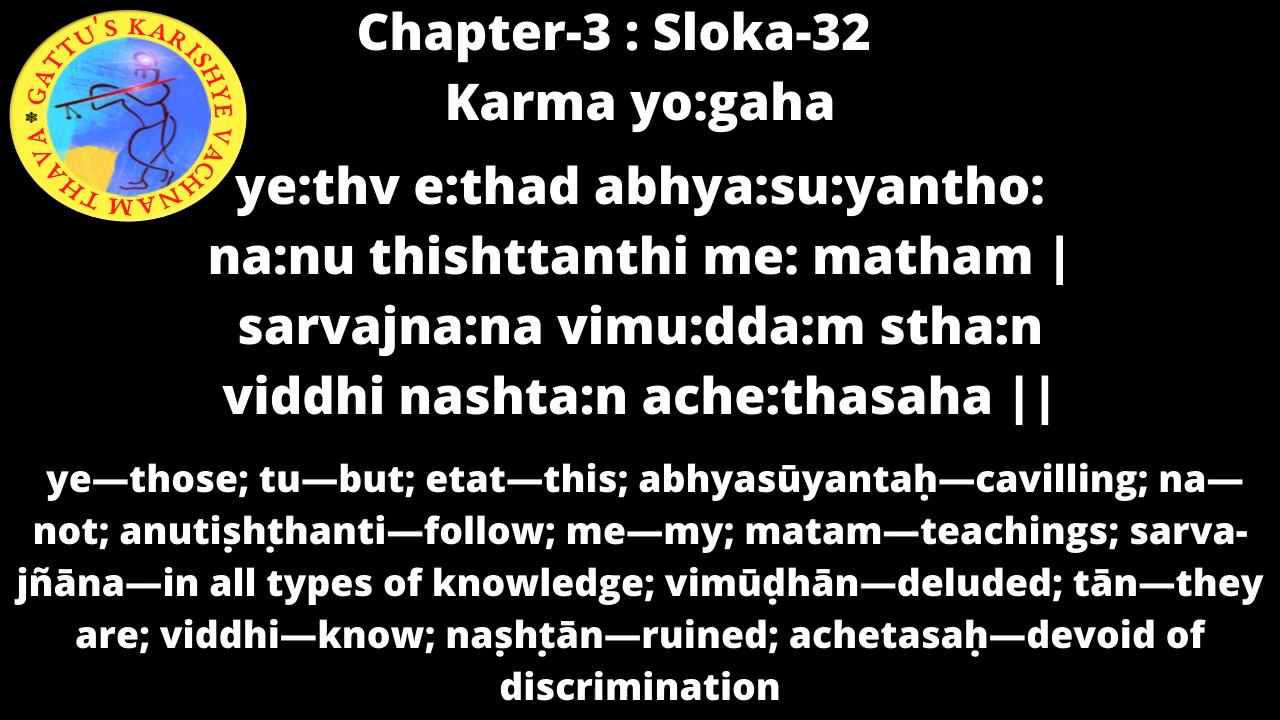 Chapter-3 : Sloka-32
Karma yo:gaha
GATTU'S KARISHYE VACHNAM THAVA
ye:thv e:thad abhya:su:yantho:
na:nu thishttanthi me: matham |
sarvajna:na vimu:dda:m stha:n
viddhi nashta:n ache:thasaha ||
ye—those; tu—but; etat—this; abhyasūyantaḥ—cavilling; na—
not; anutiṣhṭhanti—follow; me—my; matam—teachings; sarva-
jñāna—in all types of knowledge; vimūḍhān—deluded; tān—they
are; viddhi—know; naṣhṭān—ruined; achetasaḥ—devoid of
discrimination